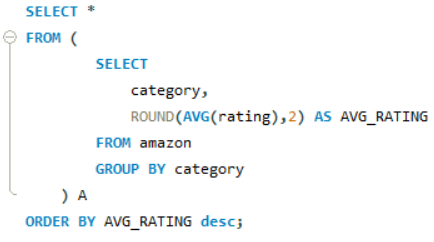 SELECT *
FROM (
SELECT
category,
ROUND(AVG(rating),2) AS AVG_RATING
FROM amazon
GROUP BY category
) A
ORDER BY AVG_RATING desc;